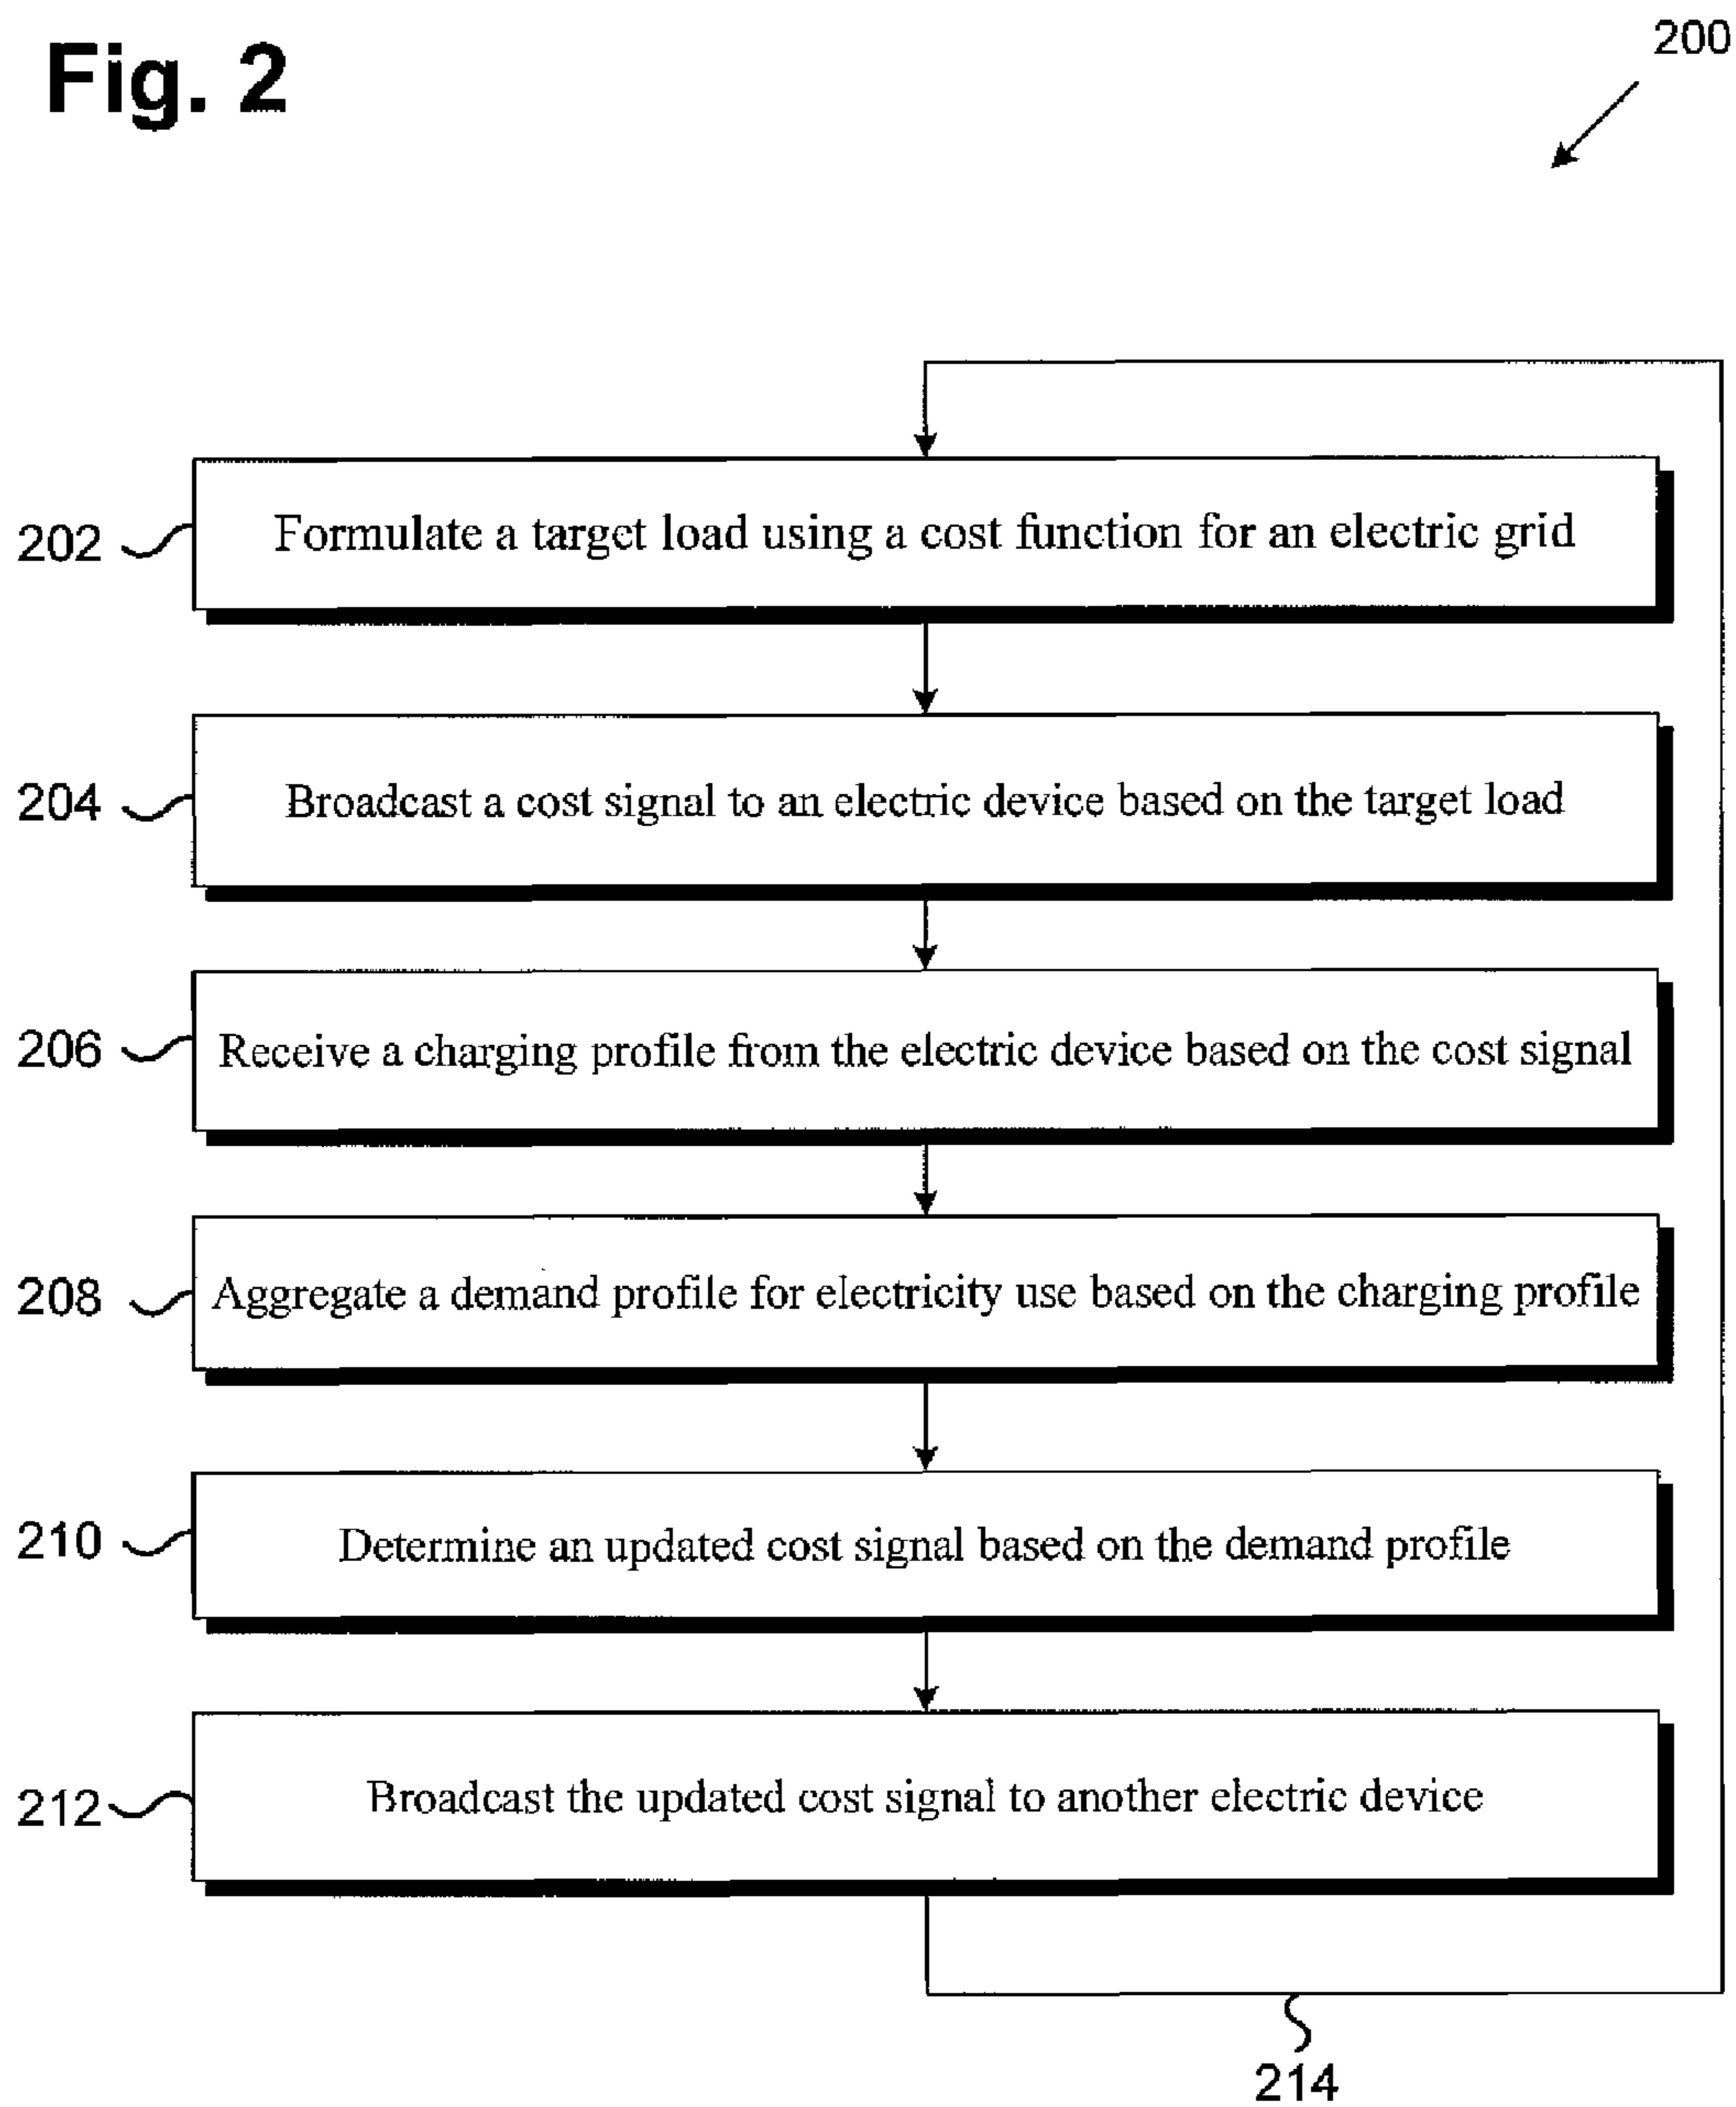 Fig. 2
200
202
Formulate a target load using a cost function for an electric grid
204
Broadcast a cost signal to an electric device based on the target load
206
Receive a charging profile from the electric device based on the cost signal
208
Aggregate a demand profile for electricity use based on the charging profile
210
Determine an updated cost signal based on the demand profile
212
Broadcast the updated cost signal to another electric device
214